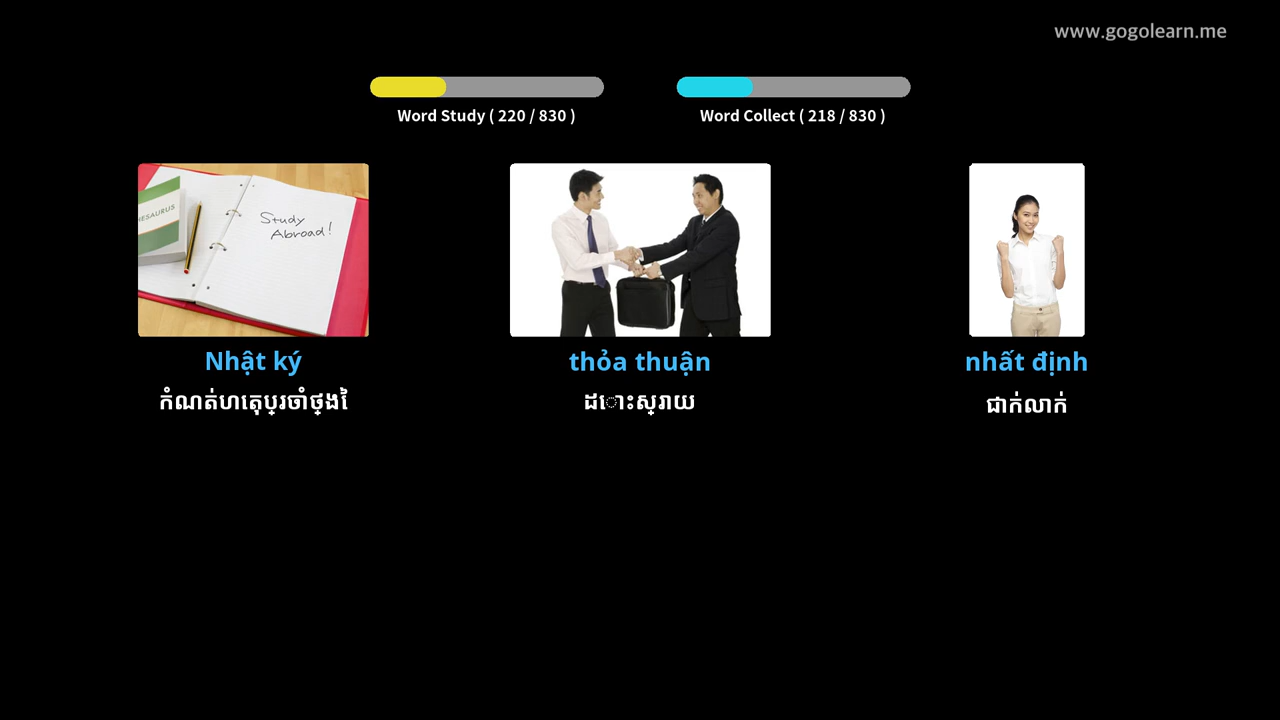 www.gogolearn.me
Word Study ( 220 / 830 )
Word Collect ( 218 / 830 )
THESAURUS
Study
Abroad!
Nhật ký
thỏa thuận
nhất định
កំណត់ហេតុប្រចាំថ្ងៃ
ដោះស្រាយ
ជាក់លាក់